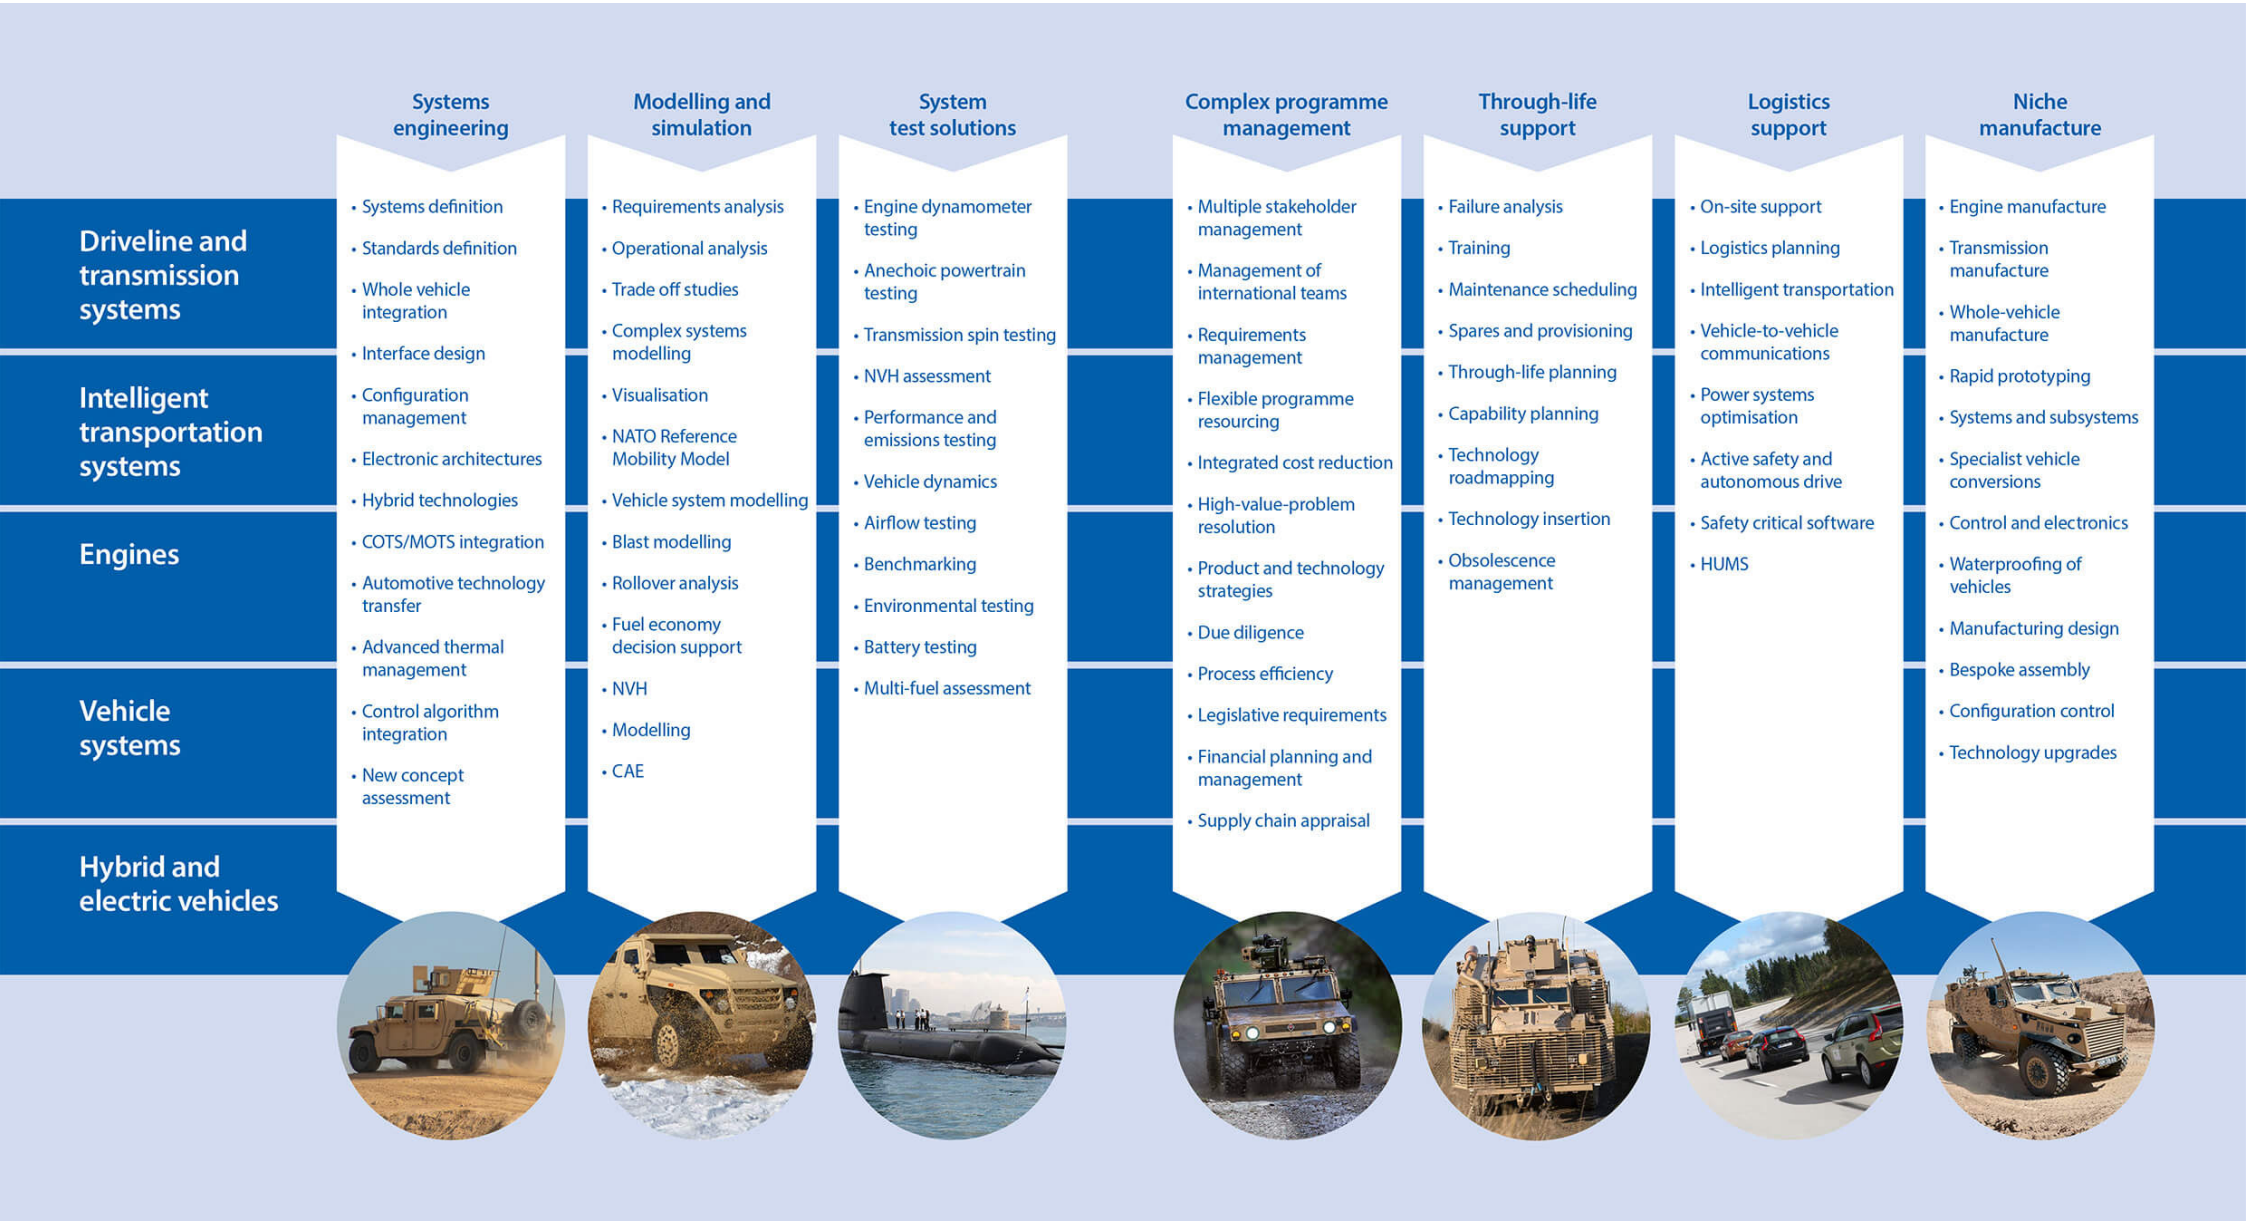 Systems
engineering
Modelling and
simulation
System
test solutions
Complex programme
management
Through-life
support
Logistics
support
Niche
manufacture
Driveline and
transmission
systems
Intelligent
transportation
systems
Engines
Vehicle
systems
Hybrid and
electric vehicles
• Systems definition
• Standards definition
• Whole vehicle
integration
• Interface design
• Configuration
management
• Electronic architectures
• Hybrid technologies
• COTS/MOTS integration
• Automotive technology
transfer
• Advanced thermal
management
• Control algorithm
integration
• New concept
assessment
• Requirements analysis
• Operational analysis
• Trade off studies
• Complex systems
modelling
• Visualisation
• NATO Reference
Mobility Model
• Vehicle system modelling
• Blast modelling
• Rollover analysis
• Fuel economy
decision support
• NVH
• Modelling
• CAE
• Engine dynamometer
testing
• Anechoic powertrain
testing
• Transmission spin testing
• NVH assessment
• Performance and
emissions testing
• Vehicle dynamics
• Airflow testing
• Benchmarking
• Environmental testing
• Battery testing
• Multi-fuel assessment
• Multiple stakeholder
management
• Management of
international teams
• Requirements
management
• Flexible programme
resourcing
• Integrated cost reduction
• High-value-problem
resolution
• Product and technology
strategies
• Due diligence
• Process efficiency
• Legislative requirements
• Financial planning and
management
• Supply chain appraisal
• Failure analysis
• Training
• Maintenance scheduling
• Spares and provisioning
• Through-life planning
• Capability planning
• Technology
roadmapping
• Technology insertion
• Obsolescence
management
• On-site support
• Logistics planning
• Intelligent transportation
• Vehicle-to-vehicle
communications
• Power systems
optimisation
• Active safety and
autonomous drive
• Safety critical software
• HUMS
• Engine manufacture
• Transmission
manufacture
• Whole-vehicle
manufacture
• Rapid prototyping
• Systems and subsystems
• Specialist vehicle
conversions
• Control and electronics
• Waterproofing of
vehicles
• Manufacturing design
• Bespoke assembly
• Configuration control
• Technology upgrades